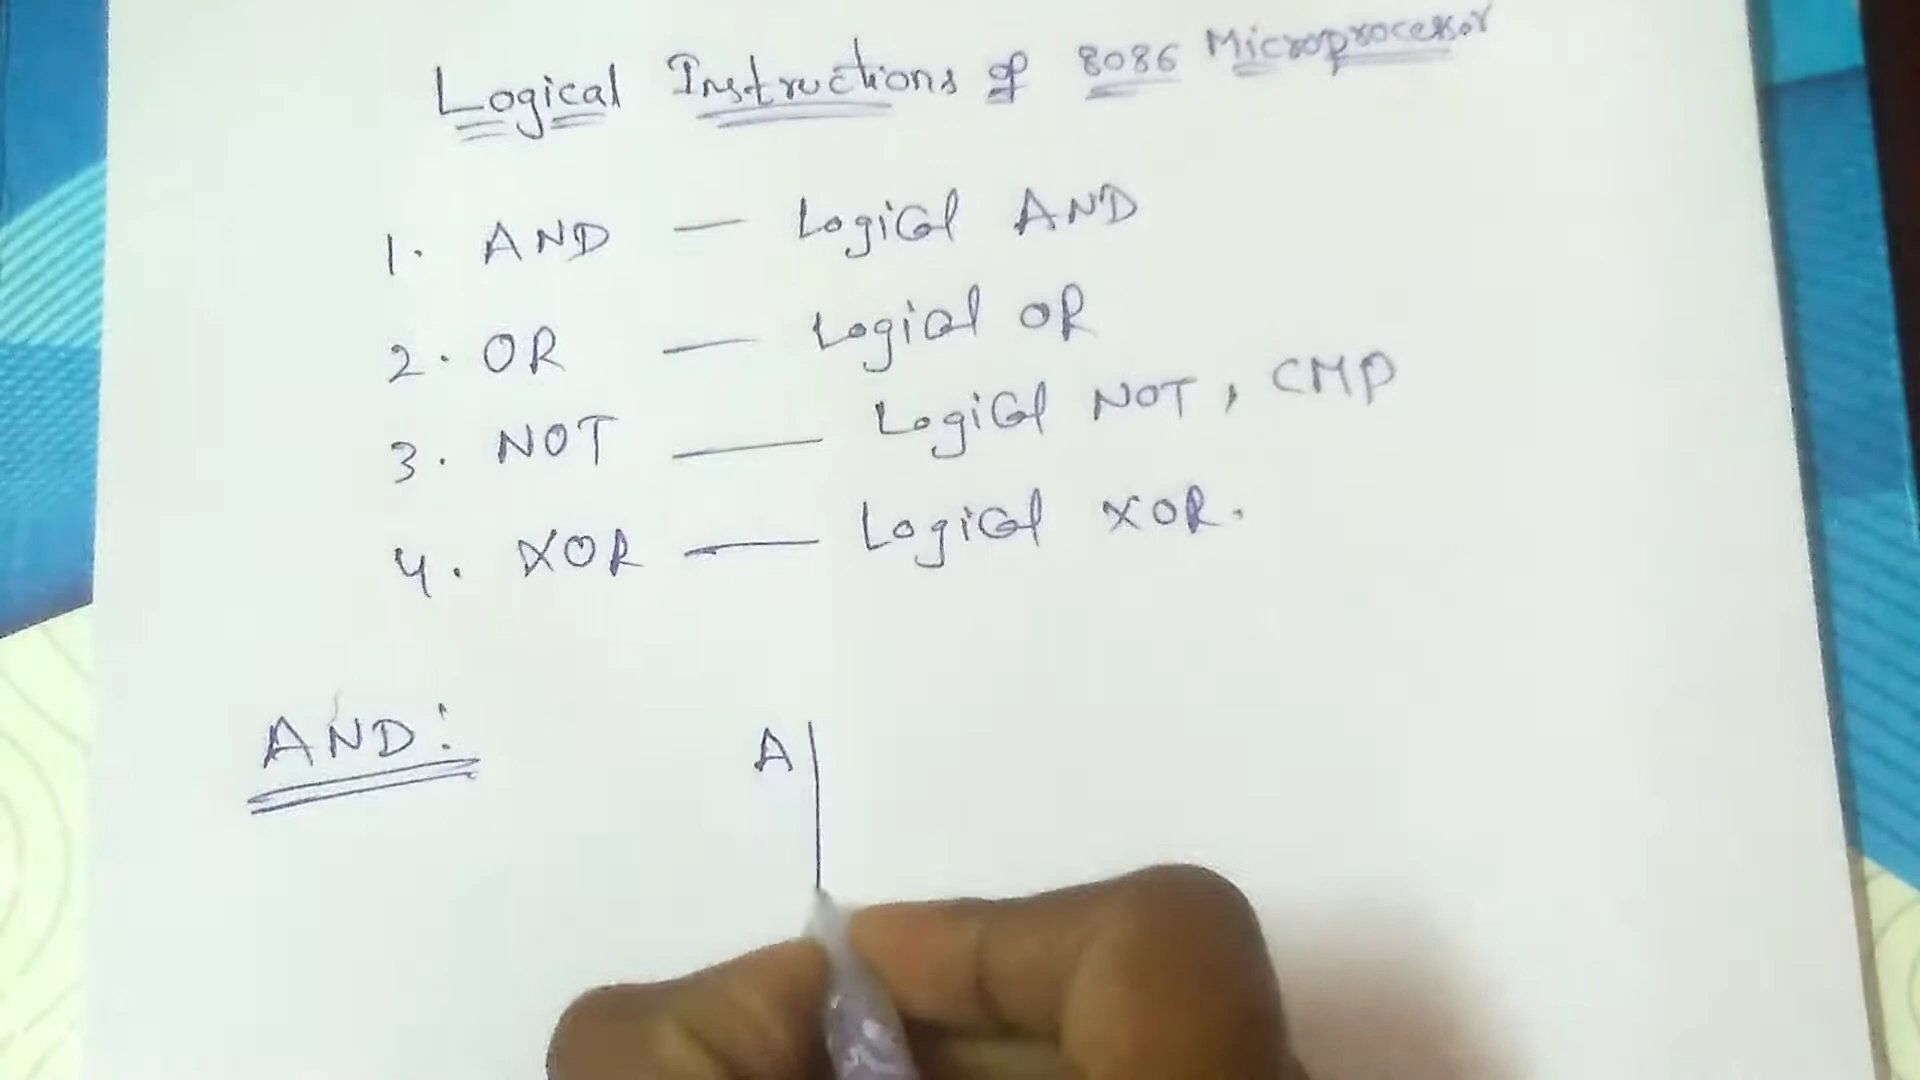 Logical Instructions of 8086 Microprocessor
1. AND — Logical AND
2. OR — Logical OR
3. NOT — Logical NOT, CMP
4. XOR — Logical XOR.
AND:
A